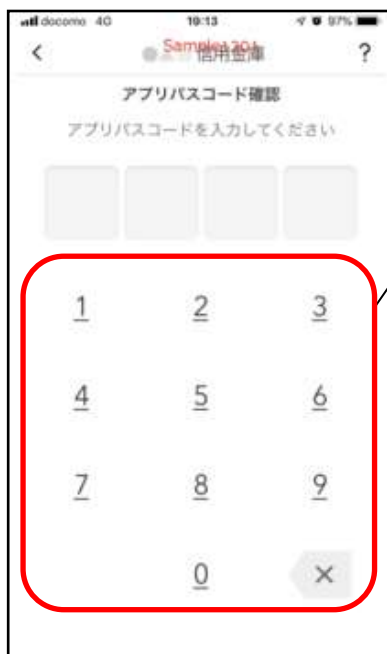 docomo 4G 19:13 97%
信用金庫
?
アプリパスコード確認
アプリパスコードを入力してください
1 2 3
4 5 6
7 8 9
0 ×